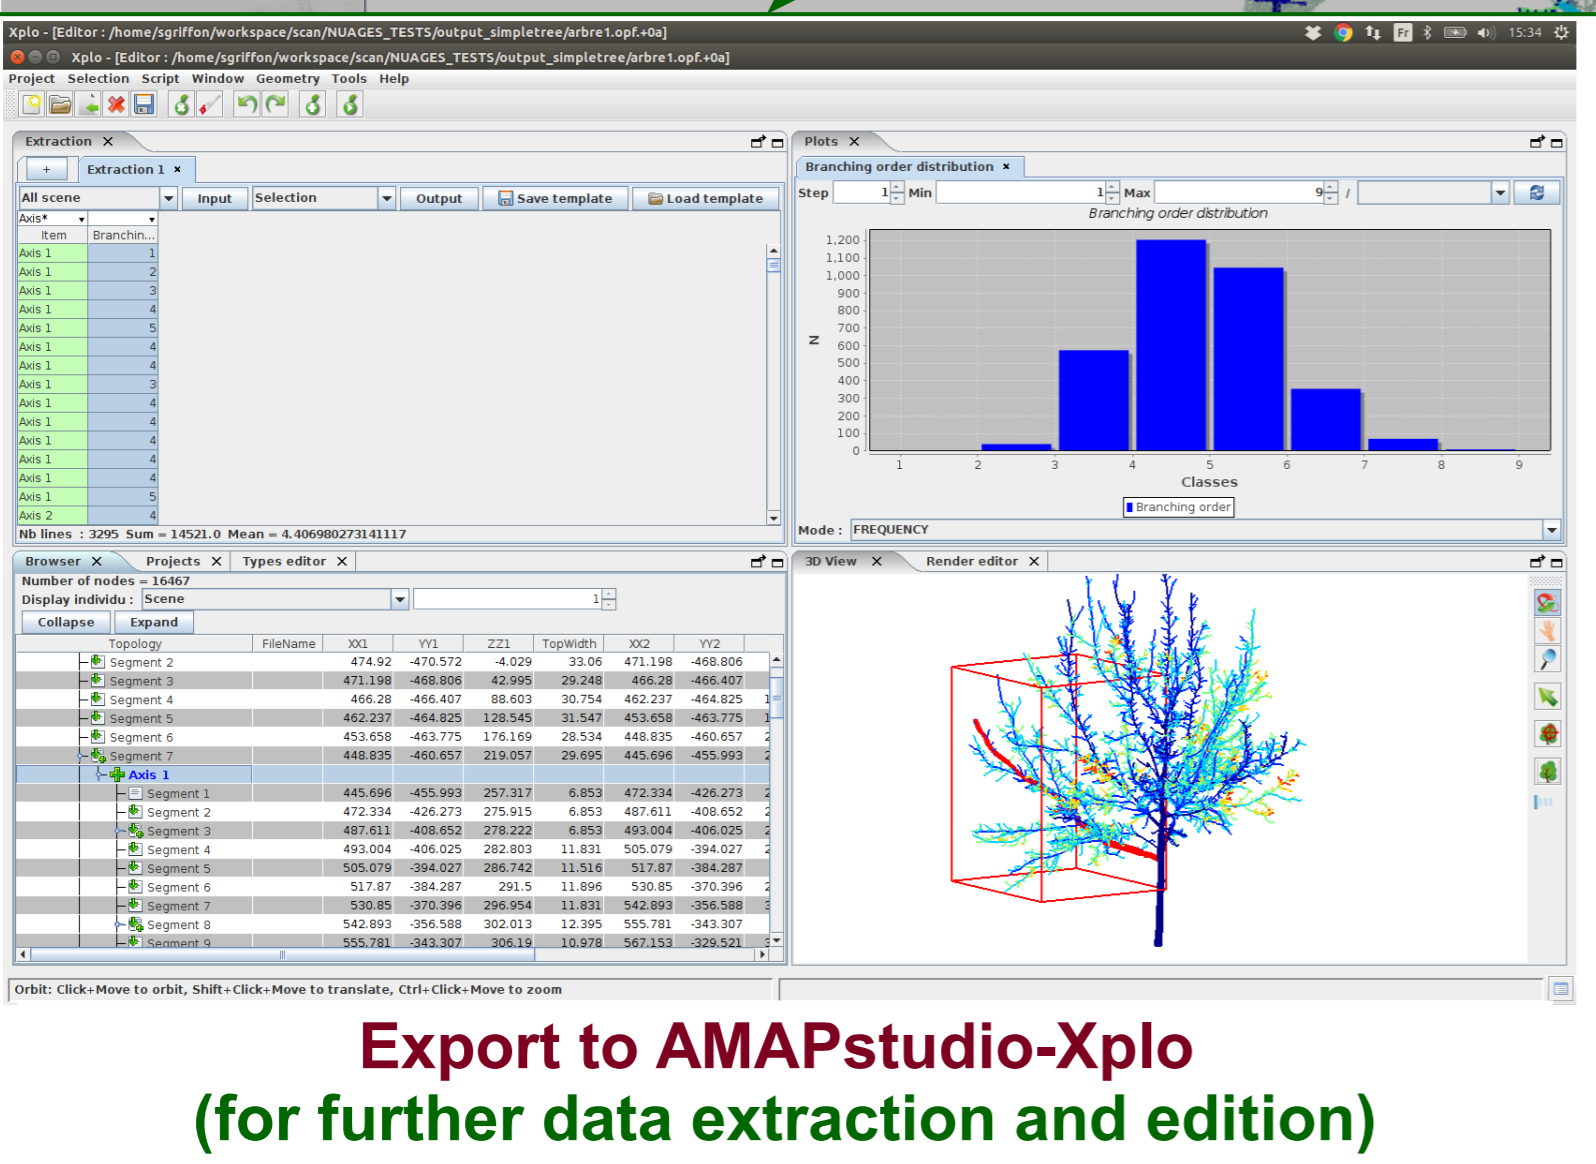 Xplo - [Editor : /home/sgriffon/workspace/scan/NUAGES_TESTS/output_simpletree/arbre1.opf.+0a]
Fr 15:34
Xplo - [Editor : /home/sgriffon/workspace/scan/NUAGES_TESTS/output_simpletree/arbre1.opf.+0a]
Project Selection Script Window Geometry Tools Help
Extraction X
+ Extraction 1 ×
All scene Input Selection Output Save template Load template
Axis*
Item Branchin...
Axis 1 1
Axis 1 2
Axis 1 3
Axis 1 4
Axis 1 5
Axis 1 4
Axis 1 4
Axis 1 3
Axis 1 4
Axis 1 4
Axis 1 4
Axis 1 4
Axis 1 4
Axis 1 5
Axis 2 4
Nb lines : 3295 Sum = 14521.0 Mean = 4.406980273141117
Plots X
Branching order distribution ×
Step 1 Min 1 Max 9 /
Branching order distribution
1,200
1,100
1,000
900
800
700
600
500
400
300
200
100
0
N
1 2 3 4 5 6 7 8 9
Classes
Branching order
Mode : FREQUENCY
Browser X Projects X Types editor X
Number of nodes = 16467
Display individu : Scene 1
Collapse Expand
Topology FileName XX1 YY1 ZZ1 TopWidth XX2 YY2
Segment 2 474.92 -470.572 -4.029 33.06 471.198 -468.806
Segment 3 471.198 -468.806 42.995 29.248 466.28 -466.407
Segment 4 466.28 -466.407 88.603 30.754 462.237 -464.825 1
Segment 5 462.237 -464.825 128.545 31.547 453.658 -463.775 1
Segment 6 453.658 -463.775 176.169 28.534 448.835 -460.657 2
Segment 7 448.835 -460.657 219.057 29.695 445.696 -455.993 2
Axis 1
Segment 1 445.696 -455.993 257.317 6.853 472.334 -426.273 2
Segment 2 472.334 -426.273 275.915 6.853 487.611 -408.652 2
Segment 3 487.611 -408.652 278.222 6.853 493.004 -406.025 2
Segment 4 493.004 -406.025 282.803 11.831 505.079 -394.027 2
Segment 5 505.079 -394.027 286.742 11.516 517.87 -384.287
Segment 6 517.87 -384.287 291.5 11.896 530.85 -370.396 2
Segment 7 530.85 -370.396 296.954 11.831 542.893 -356.588 3
Segment 8 542.893 -356.588 302.013 12.395 555.781 -343.307
Segment 9 555.781 -343.307 306.19 10.978 567.153 -329.521 3
3D View X Render editor X
Orbit: Click+Move to orbit, Shift+Click+Move to translate, Ctrl+Click+Move to zoom
Export to AMAPstudio-Xplo
(for further data extraction and edition)